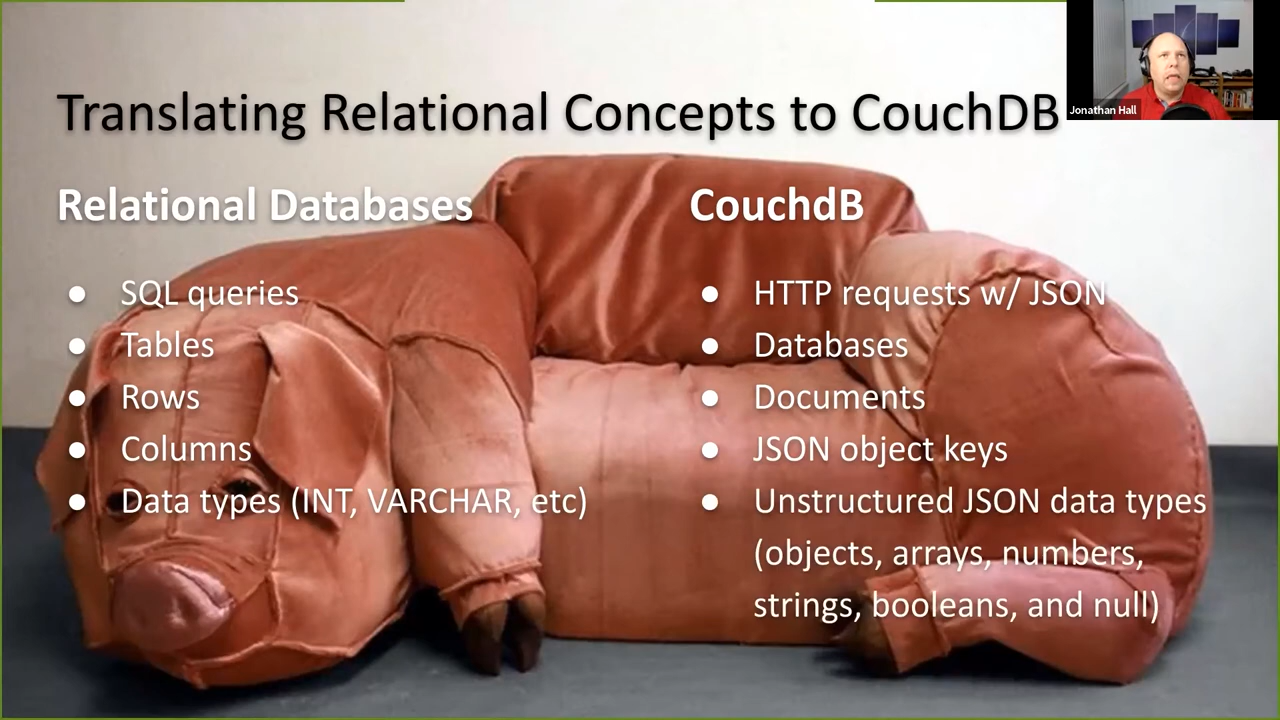 Translating Relational Concepts to CouchDB
Jonathan Hall
Relational Databases
● SQL queries
● Tables
● Rows
● Columns
● Data types (INT, VARCHAR, etc)
CouchdB
● HTTP requests w/ JSON
● Databases
● Documents
● JSON object keys
● Unstructured JSON data types
(objects, arrays, numbers,
strings, booleans, and null)